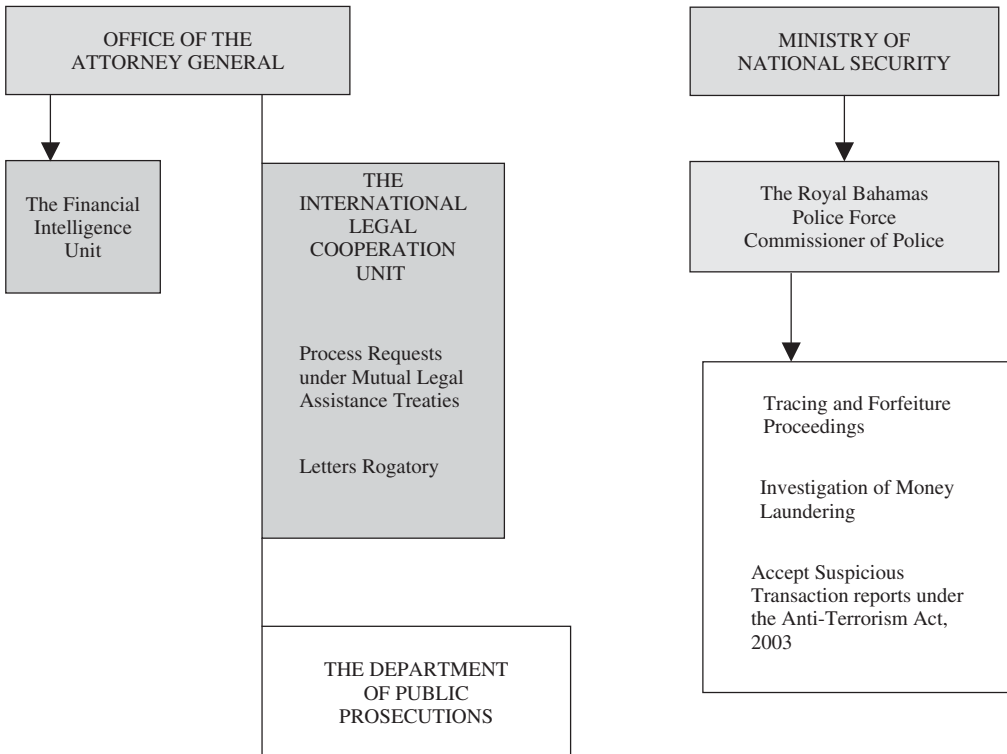 OFFICE OF THE
ATTORNEY GENERAL
The Financial
Intelligence
Unit
THE
INTERNATIONAL
LEGAL
COOPERATION
UNIT
Process Requests
under Mutual Legal
Assistance Treaties
Letters Rogatory
THE DEPARTMENT
OF PUBLIC
PROSECUTIONS
MINISTRY OF
NATIONAL SECURITY
The Royal Bahamas
Police Force
Commissioner of Police
Tracing and Forfeiture
Proceedings
Investigation of Money
Laundering
Accept Suspicious
Transaction reports under
the Anti-Terrorism Act,
2003